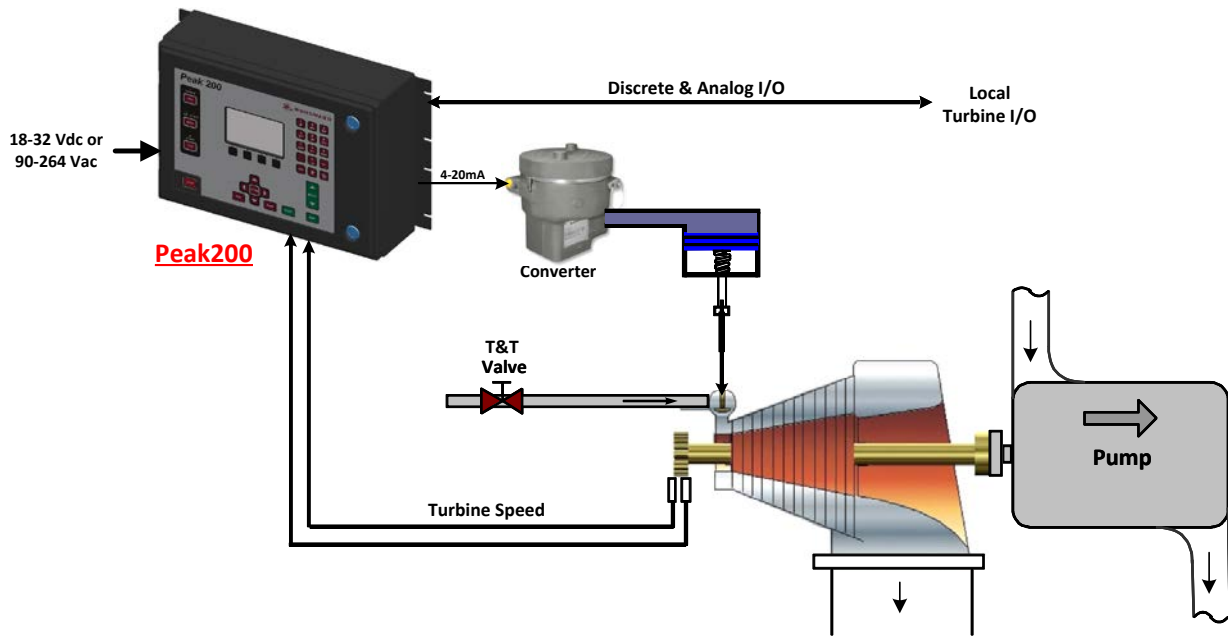 Peak 200
Discrete & Analog I/O
Local
Turbine I/O
18-32 Vdc or
90-264 Vac
4-20mA
Peak200
Converter
T&T
Valve
Pump
Turbine Speed